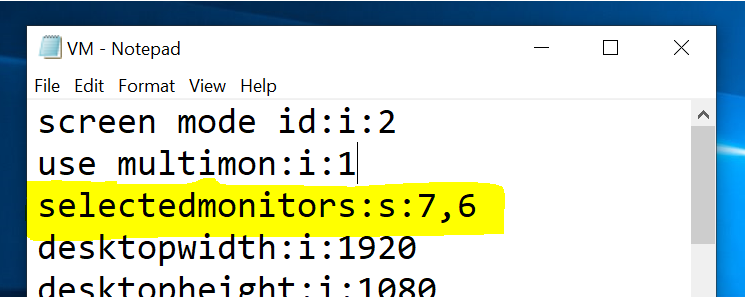 VM - Notepad
File Edit Format View Help
screen mode id:i:2
use multimon:i:1
selectedmonitors:s:7,6
desktopwidth:i:1920
desktopheight:i:1080